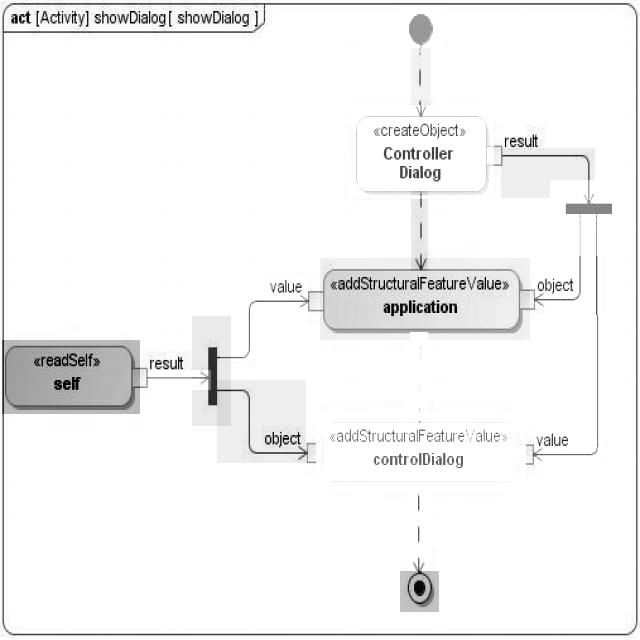 act [Activity] showDialog[ showDialog ]
«createObject»
Controller
Dialog
result
«addStructuralFeatureValue»
application
value
object
«readSelf»
self
result
object
«addStructuralFeatureValue»
controlDialog
value